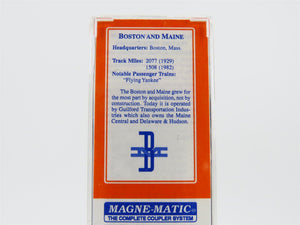 BOSTON AND MAINE
Headquarters: Boston, Mass.
Track Miles: 2077 (1929)
1508 (1982)
Notable Passenger Trains:
"Flying Yankee"
The Boston and Maine grew for
the most part by acquisition, not by
construction. Today it is operated
by Guilford Transportation Indus-
tries which also owns the Maine
Central and Delaware & Hudson.
MAGNE-MATIC®
THE COMPLETE COUPLER SYSTEM